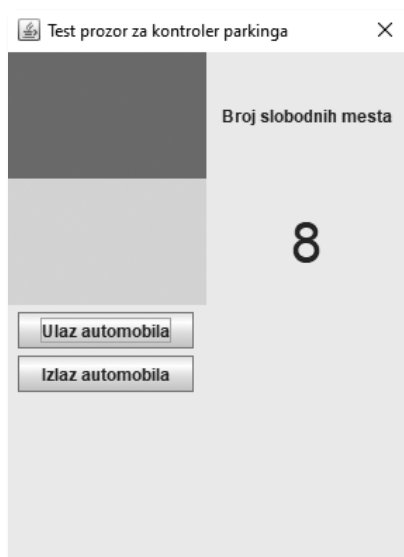 Test prozor za kontroler parkinga
Broj slobodnih mesta
8
Ulaz automobila
Izlaz automobila